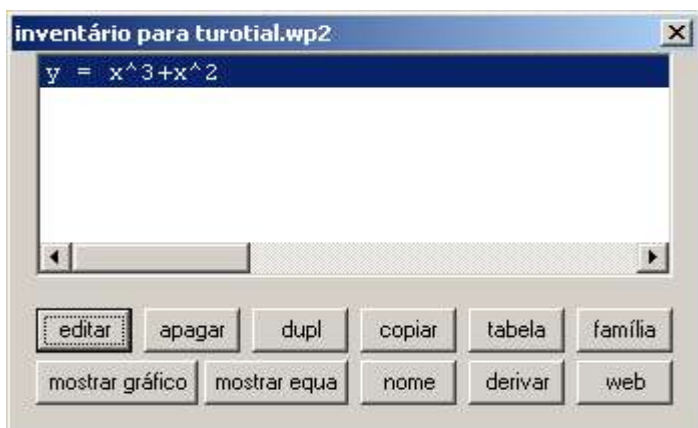 inventário para turotial.wp2
y = x^3+x^2
editar apagar dupl copiar tabela família
mostrar gráfico mostrar equa nome derivar web